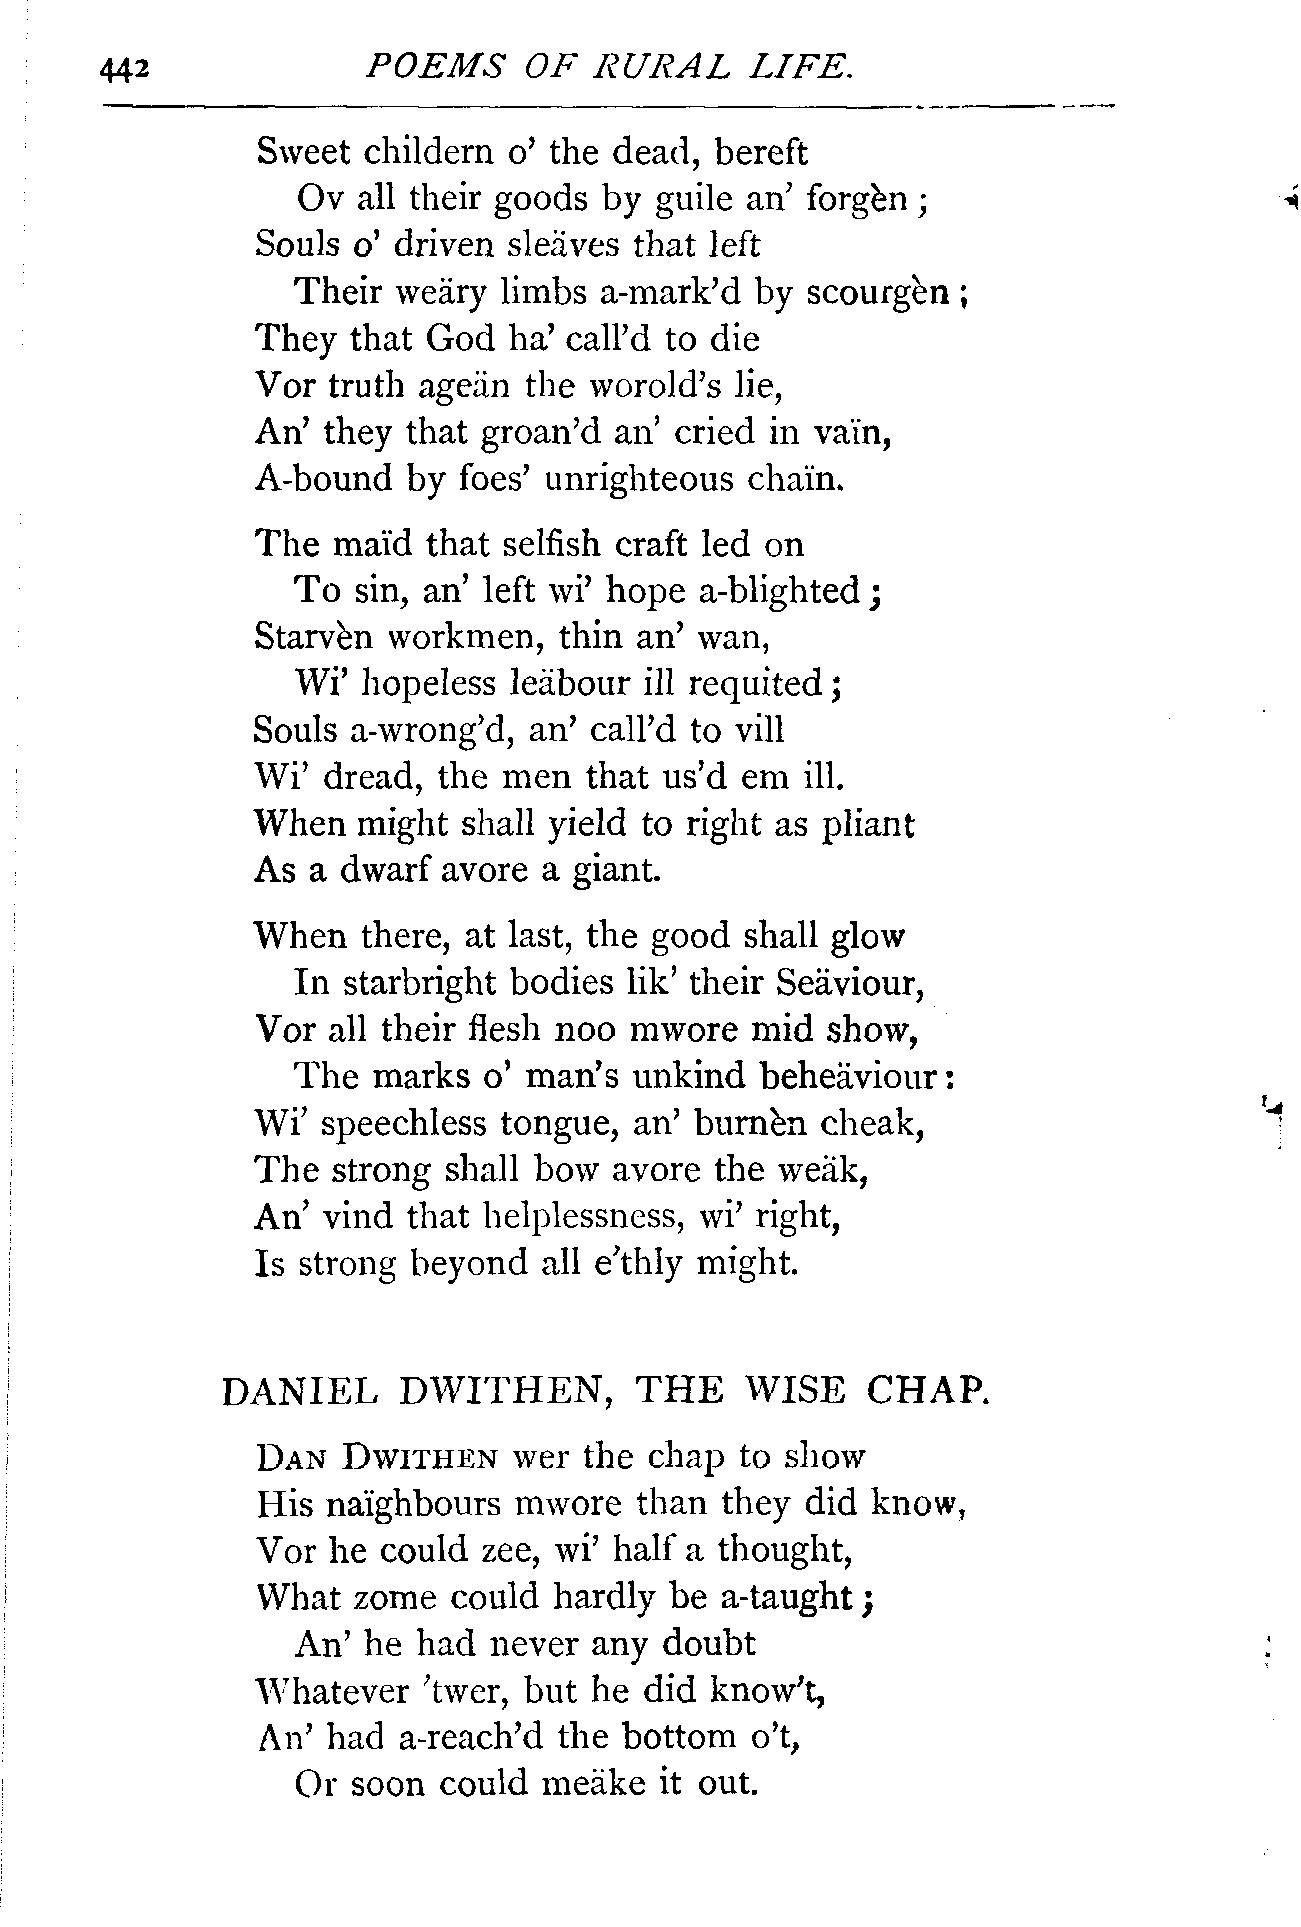 442 POEMS OF RURAL LIFE.
Sweet childern o' the dead, bereft
Ov all their goods by guile an' forgèn ;
Souls o' driven sleäves that left
Their weäry limbs a-mark'd by scourgèn ;
They that God ha' call'd to die
Vor truth ageän the worold's lie,
An' they that groan'd an' cried in vaïn,
A-bound by foes' unrighteous chaïn.
The maïd that selfish craft led on
To sin, an' left wi' hope a-blighted ;
Starvèn workmen, thin an' wan,
Wi' hopeless leäbour ill requited ;
Souls a-wrong'd, an' call'd to vill
Wi' dread, the men that us'd em ill.
When might shall yield to right as pliant
As a dwarf avore a giant.
When there, at last, the good shall glow
In starbright bodies lik' their Seäviour,
Vor all their flesh noo mwore mid show,
The marks o' man's unkind beheäviour :
Wi' speechless tongue, an' burnèn cheak,
The strong shall bow avore the weäk,
An' vind that helplessness, wi' right,
Is strong beyond all e'thly might.
DANIEL DWITHEN, THE WISE CHAP.
DAN DWITHEN wer the chap to show
His naïghbours mwore than they did know,
Vor he could zee, wi' half a thought,
What zome could hardly be a-taught ;
An' he had never any doubt
Whatever 'twer, but he did know't,
An' had a-reach'd the bottom o't,
Or soon could meäke it out.